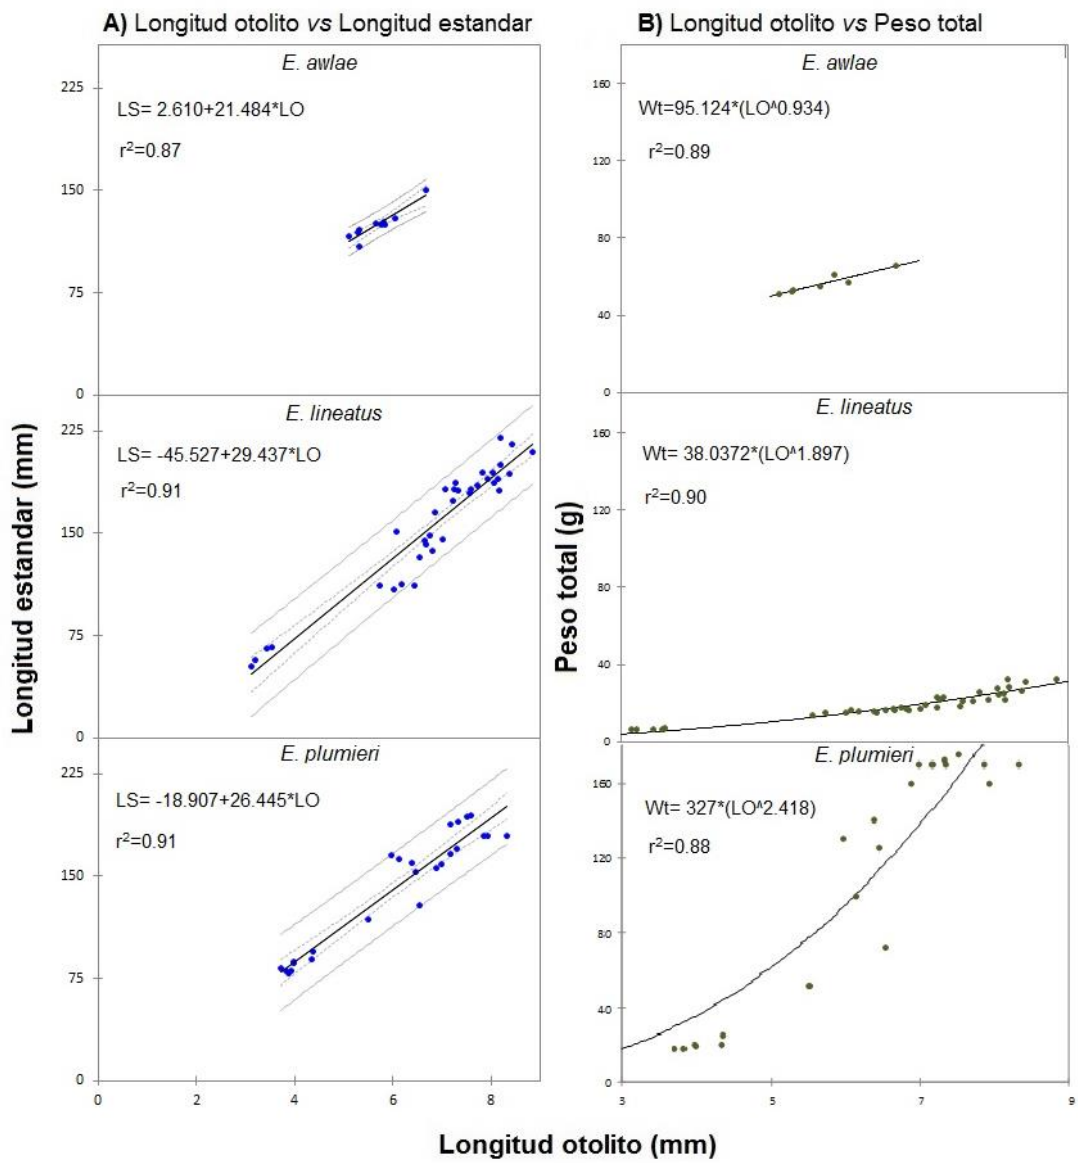 A) Longitud otolito vs Longitud estandar
B) Longitud otolito vs Peso total
E. awlae
225
LS= 2.610+21.484*LO
r²=0.87
150
75
0
E. lineatus
225
LS= -45.527+29.437*LO
r²=0.91
150
75
0
E. plumieri
225
LS= -18.907+26.445*LO
r²=0.91
150
75
0
0 4 6 8
Longitud estandar (mm)
E. awlae
160
Wt=95.124*(LO^0.934)
r²=0.89
120
80
40
0
E. lineatus
160
Wt= 38.0372*(LO^1.897)
r²=0.90
120
80
40
0
E. plumieri
160
Wt= 327*(LO^2.418)
r²=0.88
120
80
40
0
3 5 7 9
Peso total (g)
Longitud otolito (mm)